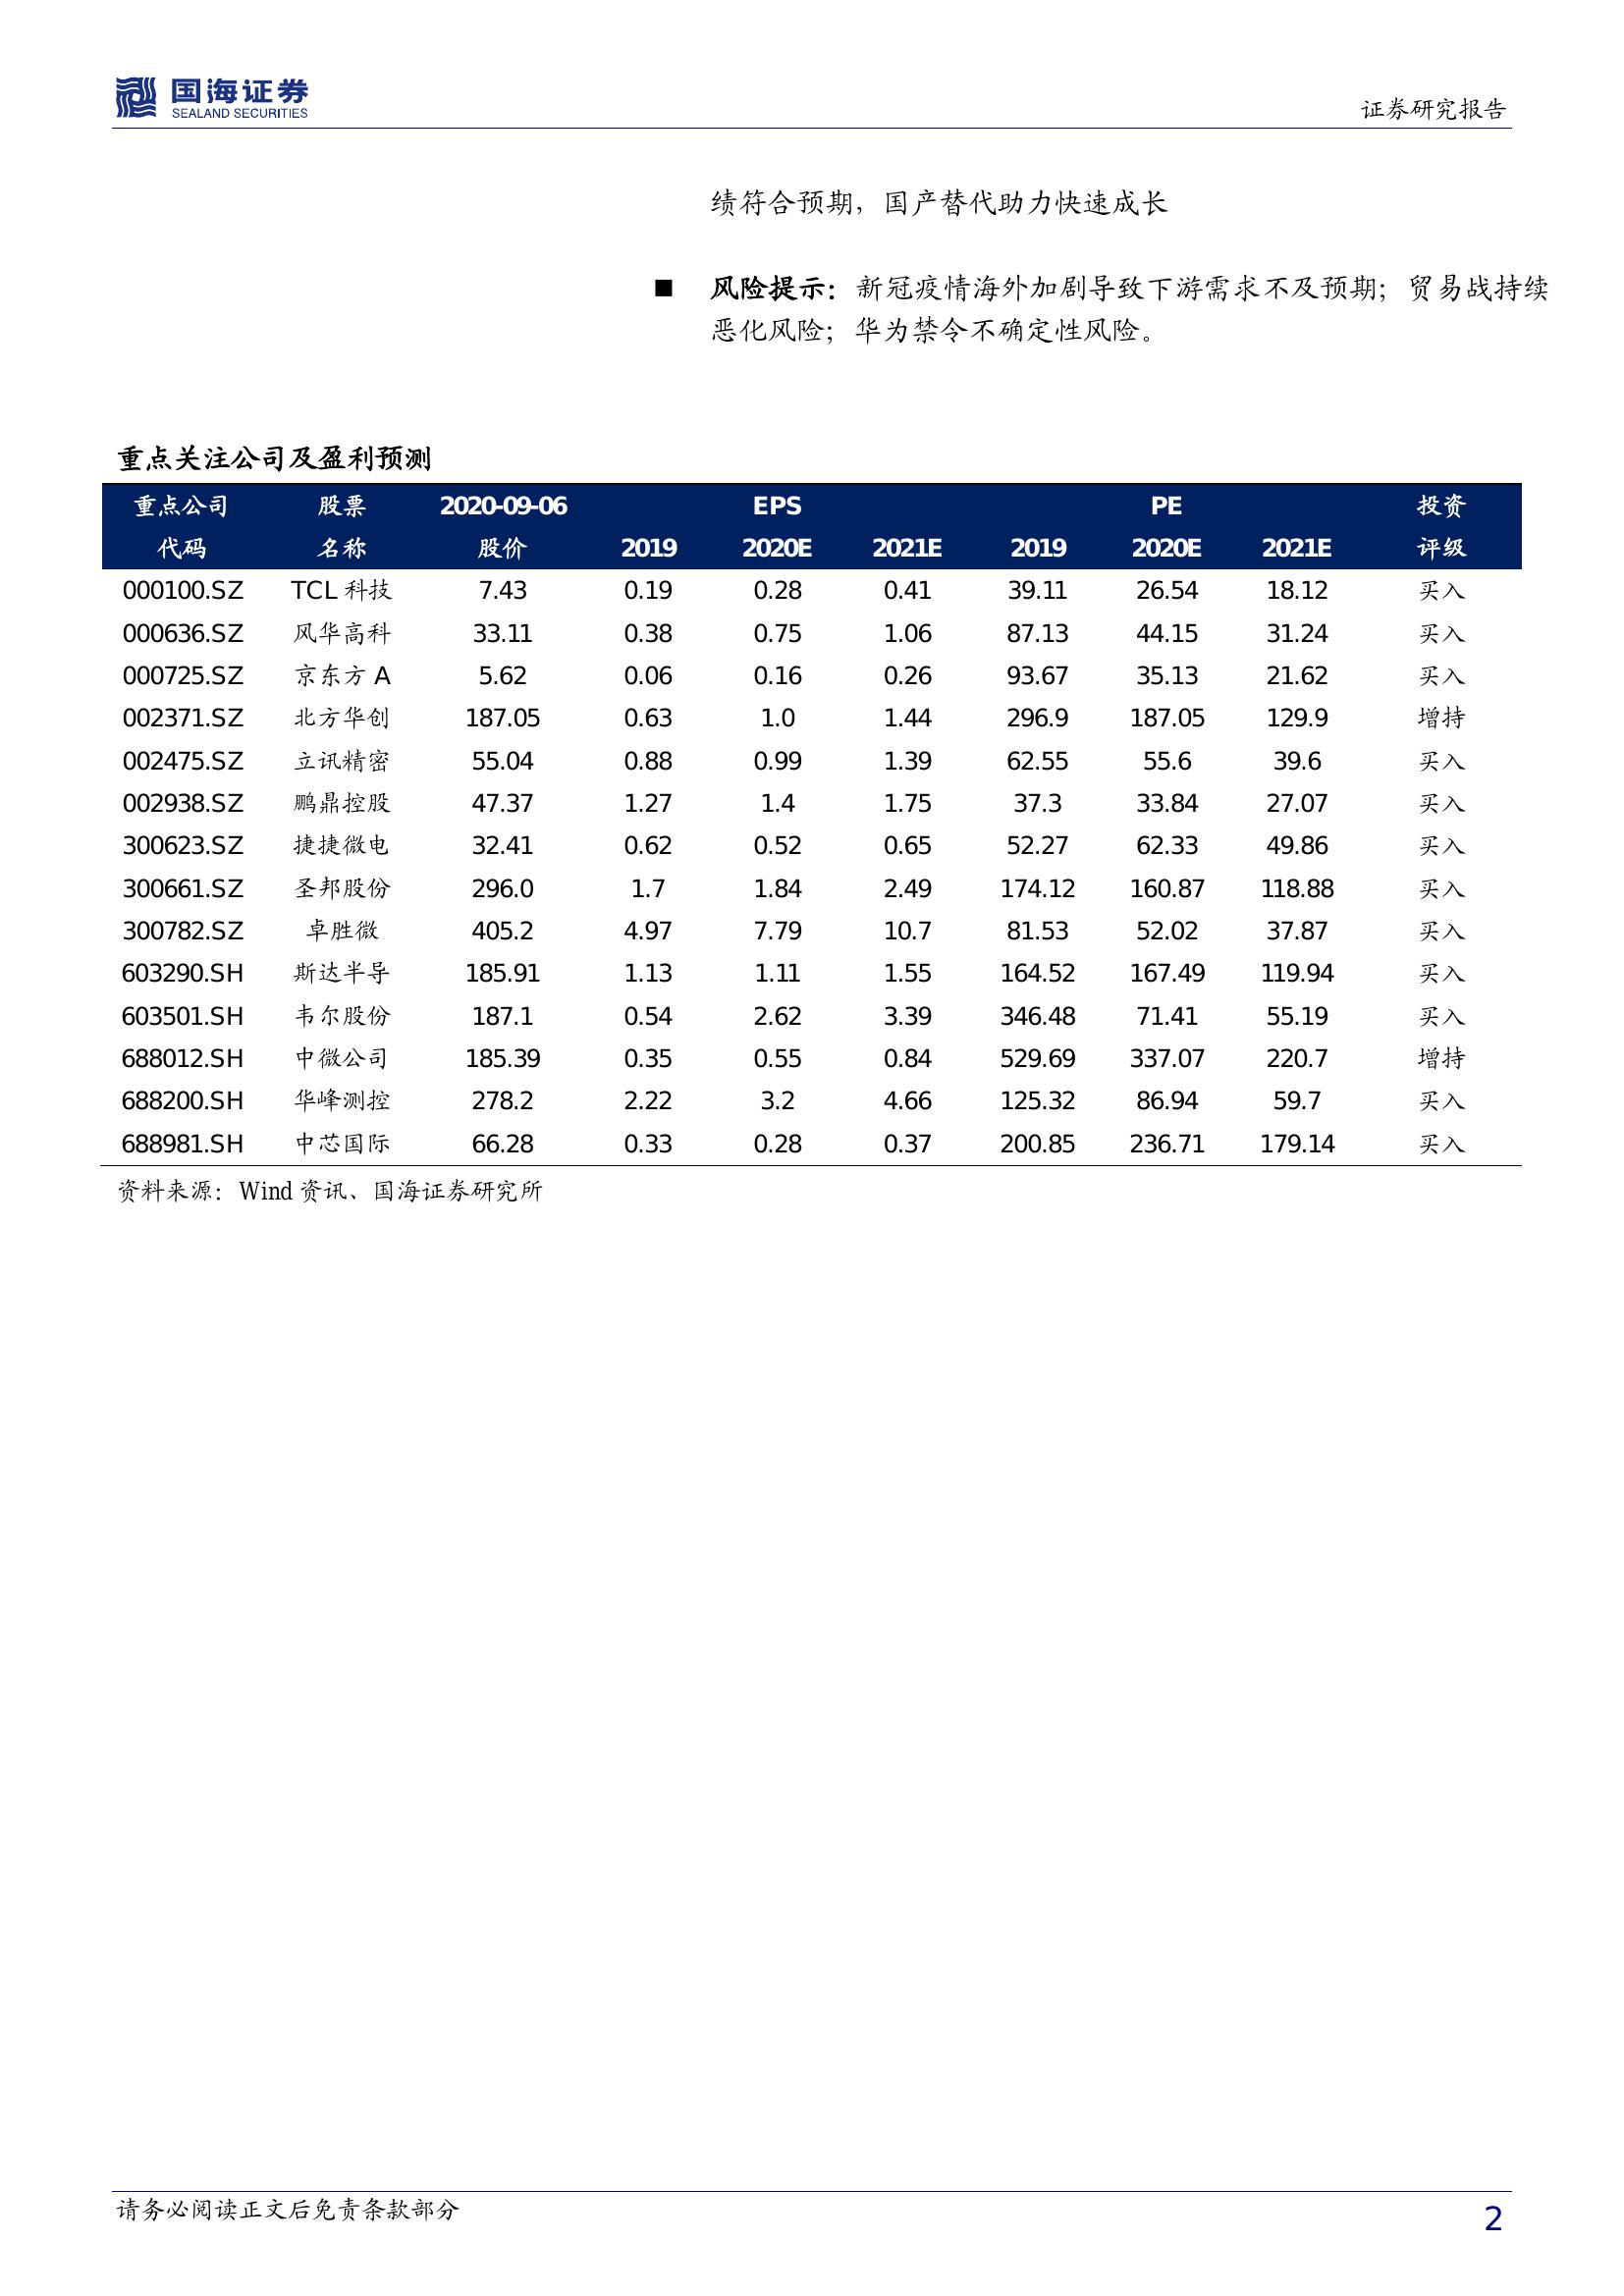 国海证券
SEALAND SECURITIES
证券研究报告
绩符合预期，国产替代助力快速成长
■ 风险提示：新冠疫情海外加剧导致下游需求不及预期；贸易战持续
恶化风险；华为禁令不确定性风险。
重点关注公司及盈利预测
重点公司 股票 2020-09-06 EPS PE 投资
代码 名称 股价 2019 2020E 2021E 2019 2020E 2021E 评级
000100.SZ TCL 科技 7.43 0.19 0.28 0.41 39.11 26.54 18.12 买入
000636.SZ 风华高科 33.11 0.38 0.75 1.06 87.13 44.15 31.24 买入
000725.SZ 京东方 A 5.62 0.06 0.16 0.26 93.67 35.13 21.62 买入
002371.SZ 北方华创 187.05 0.63 1.0 1.44 296.9 187.05 129.9 增持
002475.SZ 立讯精密 55.04 0.88 0.99 1.39 62.55 55.6 39.6 买入
002938.SZ 鹏鼎控股 47.37 1.27 1.4 1.75 37.3 33.84 27.07 买入
300623.SZ 捷捷微电 32.41 0.62 0.52 0.65 52.27 62.33 49.86 买入
300661.SZ 圣邦股份 296.0 1.7 1.84 2.49 174.12 160.87 118.88 买入
300782.SZ 卓胜微 405.2 4.97 7.79 10.7 81.53 52.02 37.87 买入
603290.SH 斯达半导 185.91 1.13 1.11 1.55 164.52 167.49 119.94 买入
603501.SH 韦尔股份 187.1 0.54 2.62 3.39 346.48 71.41 55.19 买入
688012.SH 中微公司 185.39 0.35 0.55 0.84 529.69 337.07 220.7 增持
688200.SH 华峰测控 278.2 2.22 3.2 4.66 125.32 86.94 59.7 买入
688981.SH 中芯国际 66.28 0.33 0.28 0.37 200.85 236.71 179.14 买入
资料来源：Wind 资讯、国海证券研究所
请务必阅读正文后免责条款部分
2